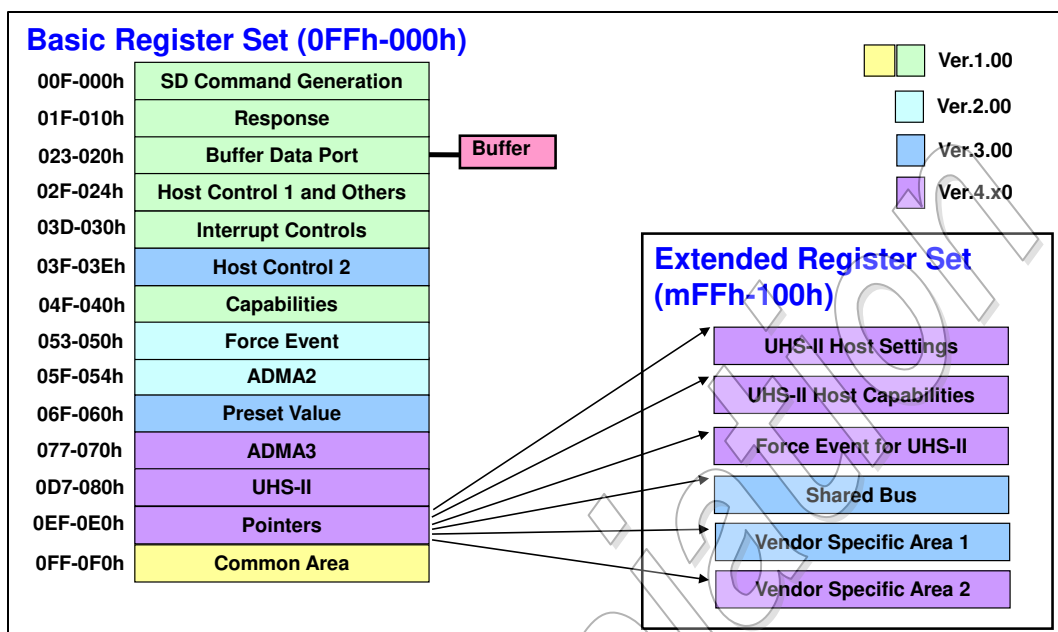 Basic Register Set (0FFh-000h)
00F-000h SD Command Generation
01F-010h Response
023-020h Buffer Data Port
Buffer
02F-024h Host Control 1 and Others
03D-030h Interrupt Controls
03F-03Eh Host Control 2
04F-040h Capabilities
053-050h Force Event
05F-054h ADMA2
06F-060h Preset Value
077-070h ADMA3
0D7-080h UHS-II
0EF-0E0h Pointers
0FF-0F0h Common Area
Ver.1.00
Ver.2.00
Ver.3.00
Ver.4.x0
Extended Register Set
(mFFh-100h)
UHS-II Host Settings
UHS-II Host Capabilities
Force Event for UHS-II
Shared Bus
Vendor Specific Area 1
Vendor Specific Area 2